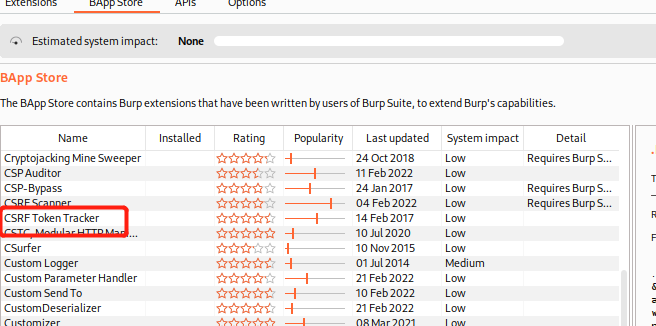 Extensions BApp Store APIs Options
Estimated system impact: None
BApp Store
The BApp Store contains Burp extensions that have been written by users of Burp Suite, to extend Burp's capabilities.
Name Installed Rating Popularity Last updated System impact Detail
Cryptojacking Mine Sweeper 24 Oct 2018 Low Requires Burp S...
CSP Auditor 11 Feb 2022 Low
CSP-Bypass 24 Jan 2017 Low Requires Burp S...
CSRF Scanner 04 Feb 2022 Low Requires Burp S...
CSRF Token Tracker 14 Feb 2017 Low
CSTC, Modular HTTP Man... 10 Jul 2020 Low
CSurfer 10 Nov 2015 Low
Custom Logger 01 Jul 2014 Medium
Custom Parameter Handler 21 Feb 2022 Low
Custom Send To 10 Feb 2022 Low
CustomDeserializer 21 Feb 2022 Low
Customizer 08 Mar 2021 Low